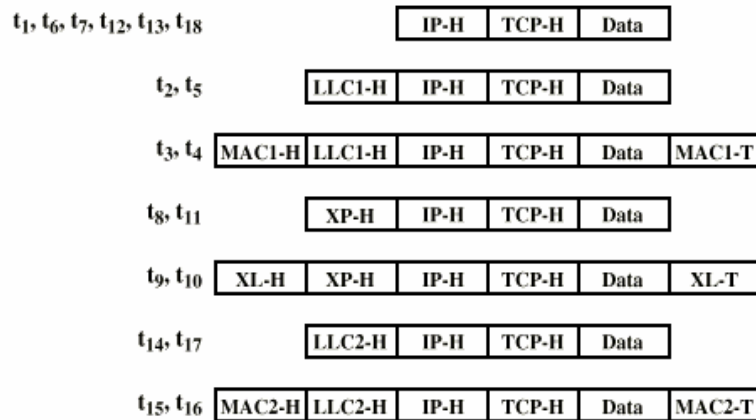 t1, t6, t7, t12, t13, t18 IP-H TCP-H Data
t2, t5 LLC1-H IP-H TCP-H Data
t3, t4 MAC1-H LLC1-H IP-H TCP-H Data MAC1-T
t8, t11 XP-H IP-H TCP-H Data
t9, t10 XL-H XP-H IP-H TCP-H Data XL-T
t14, t17 LLC2-H IP-H TCP-H Data
t15, t16 MAC2-H LLC2-H IP-H TCP-H Data MAC2-T